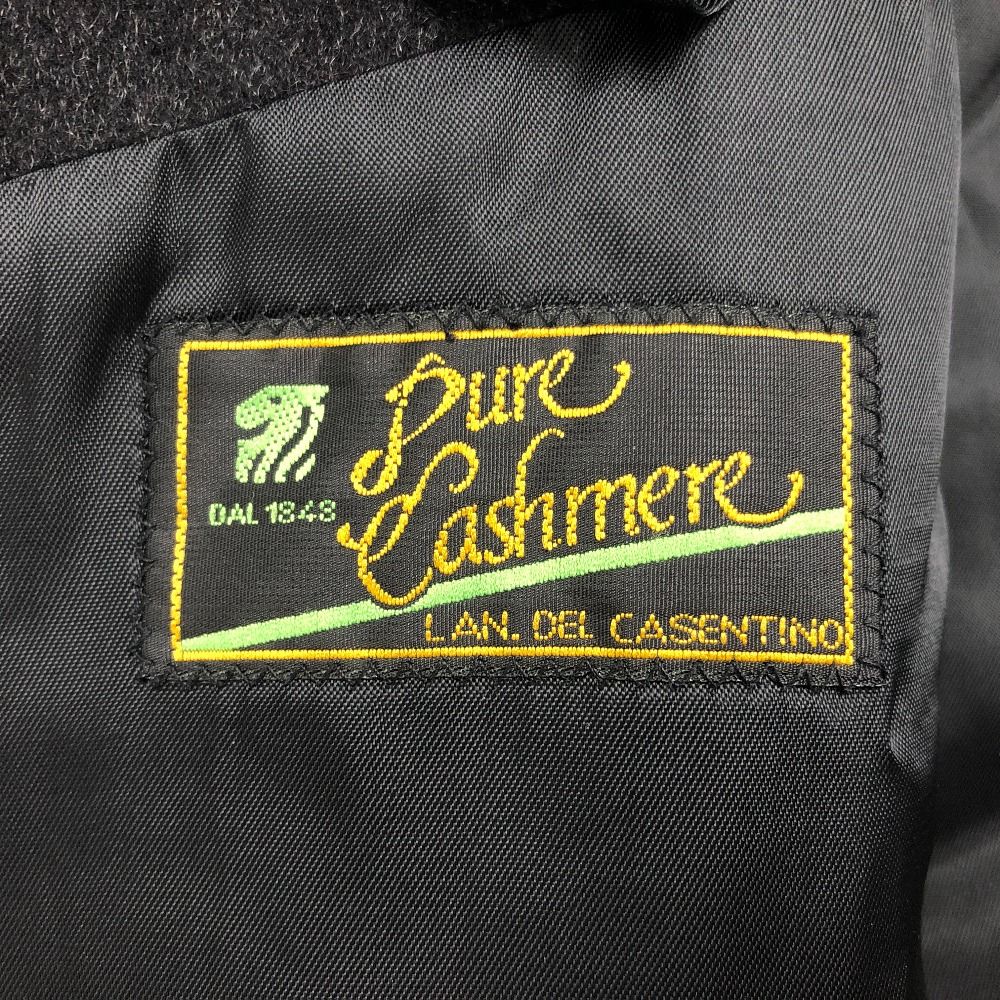 Pure
Cashmere
DAL 1848
LAN. DEL CASENTINO